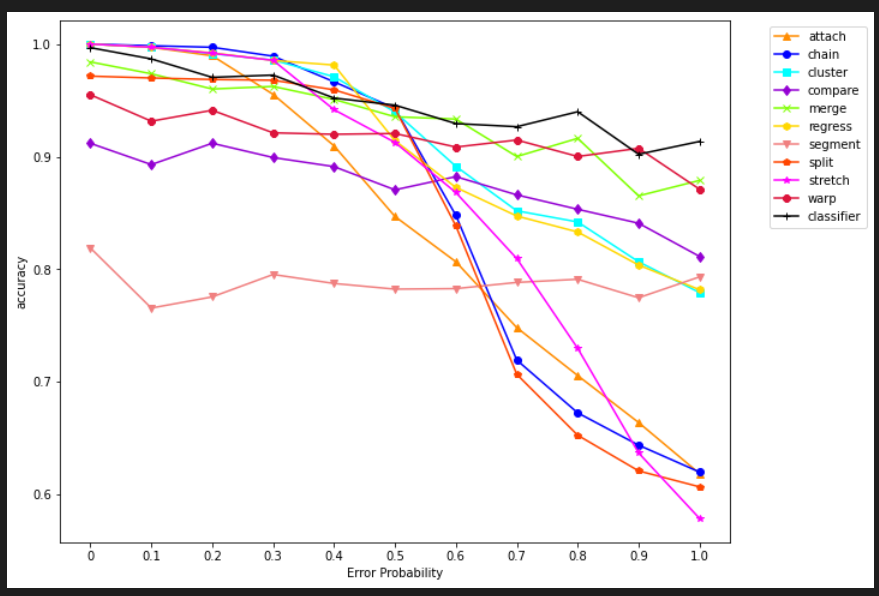 1.0
0.9
0.8
0.7
0.6
accuracy
0 0.1 0.2 0.3 0.4 0.5 0.6 0.7 0.8 0.9 1.0
Error Probability
attach
chain
cluster
compare
merge
regress
segment
split
stretch
warp
classifier